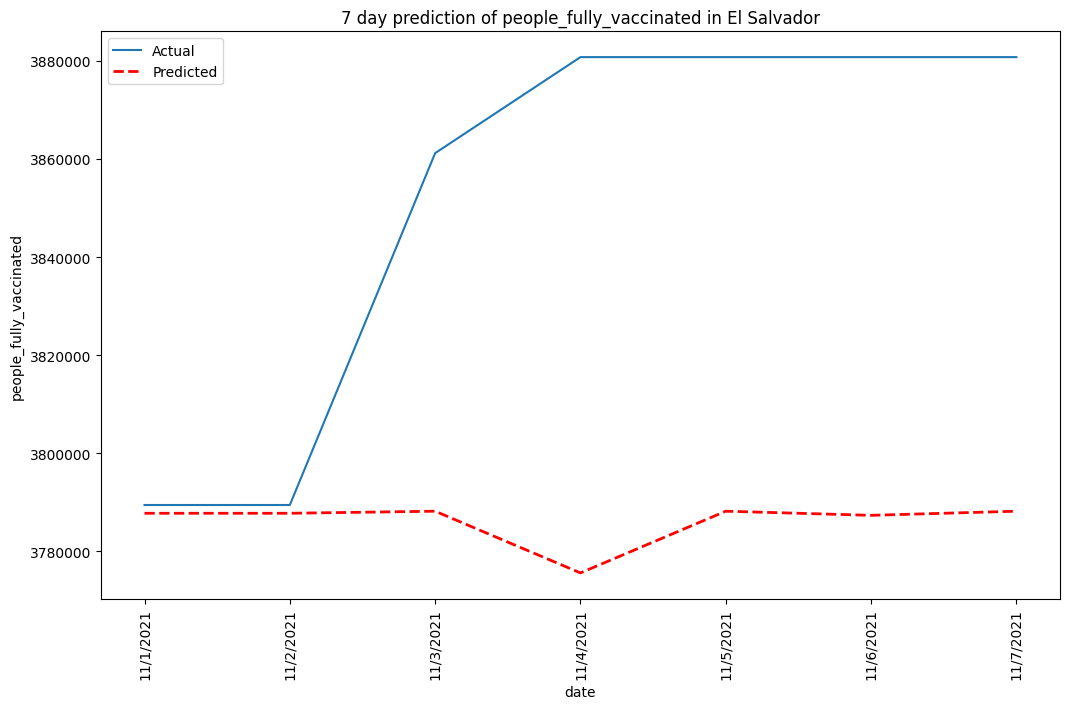 7 day prediction of people_fully_vaccinated in El Salvador
Actual
Predicted
3880000
3860000
3840000
3820000
3800000
3780000
people_fully_vaccinated
11/1/2021
11/2/2021
11/3/2021
11/4/2021
11/5/2021
11/6/2021
11/7/2021
date